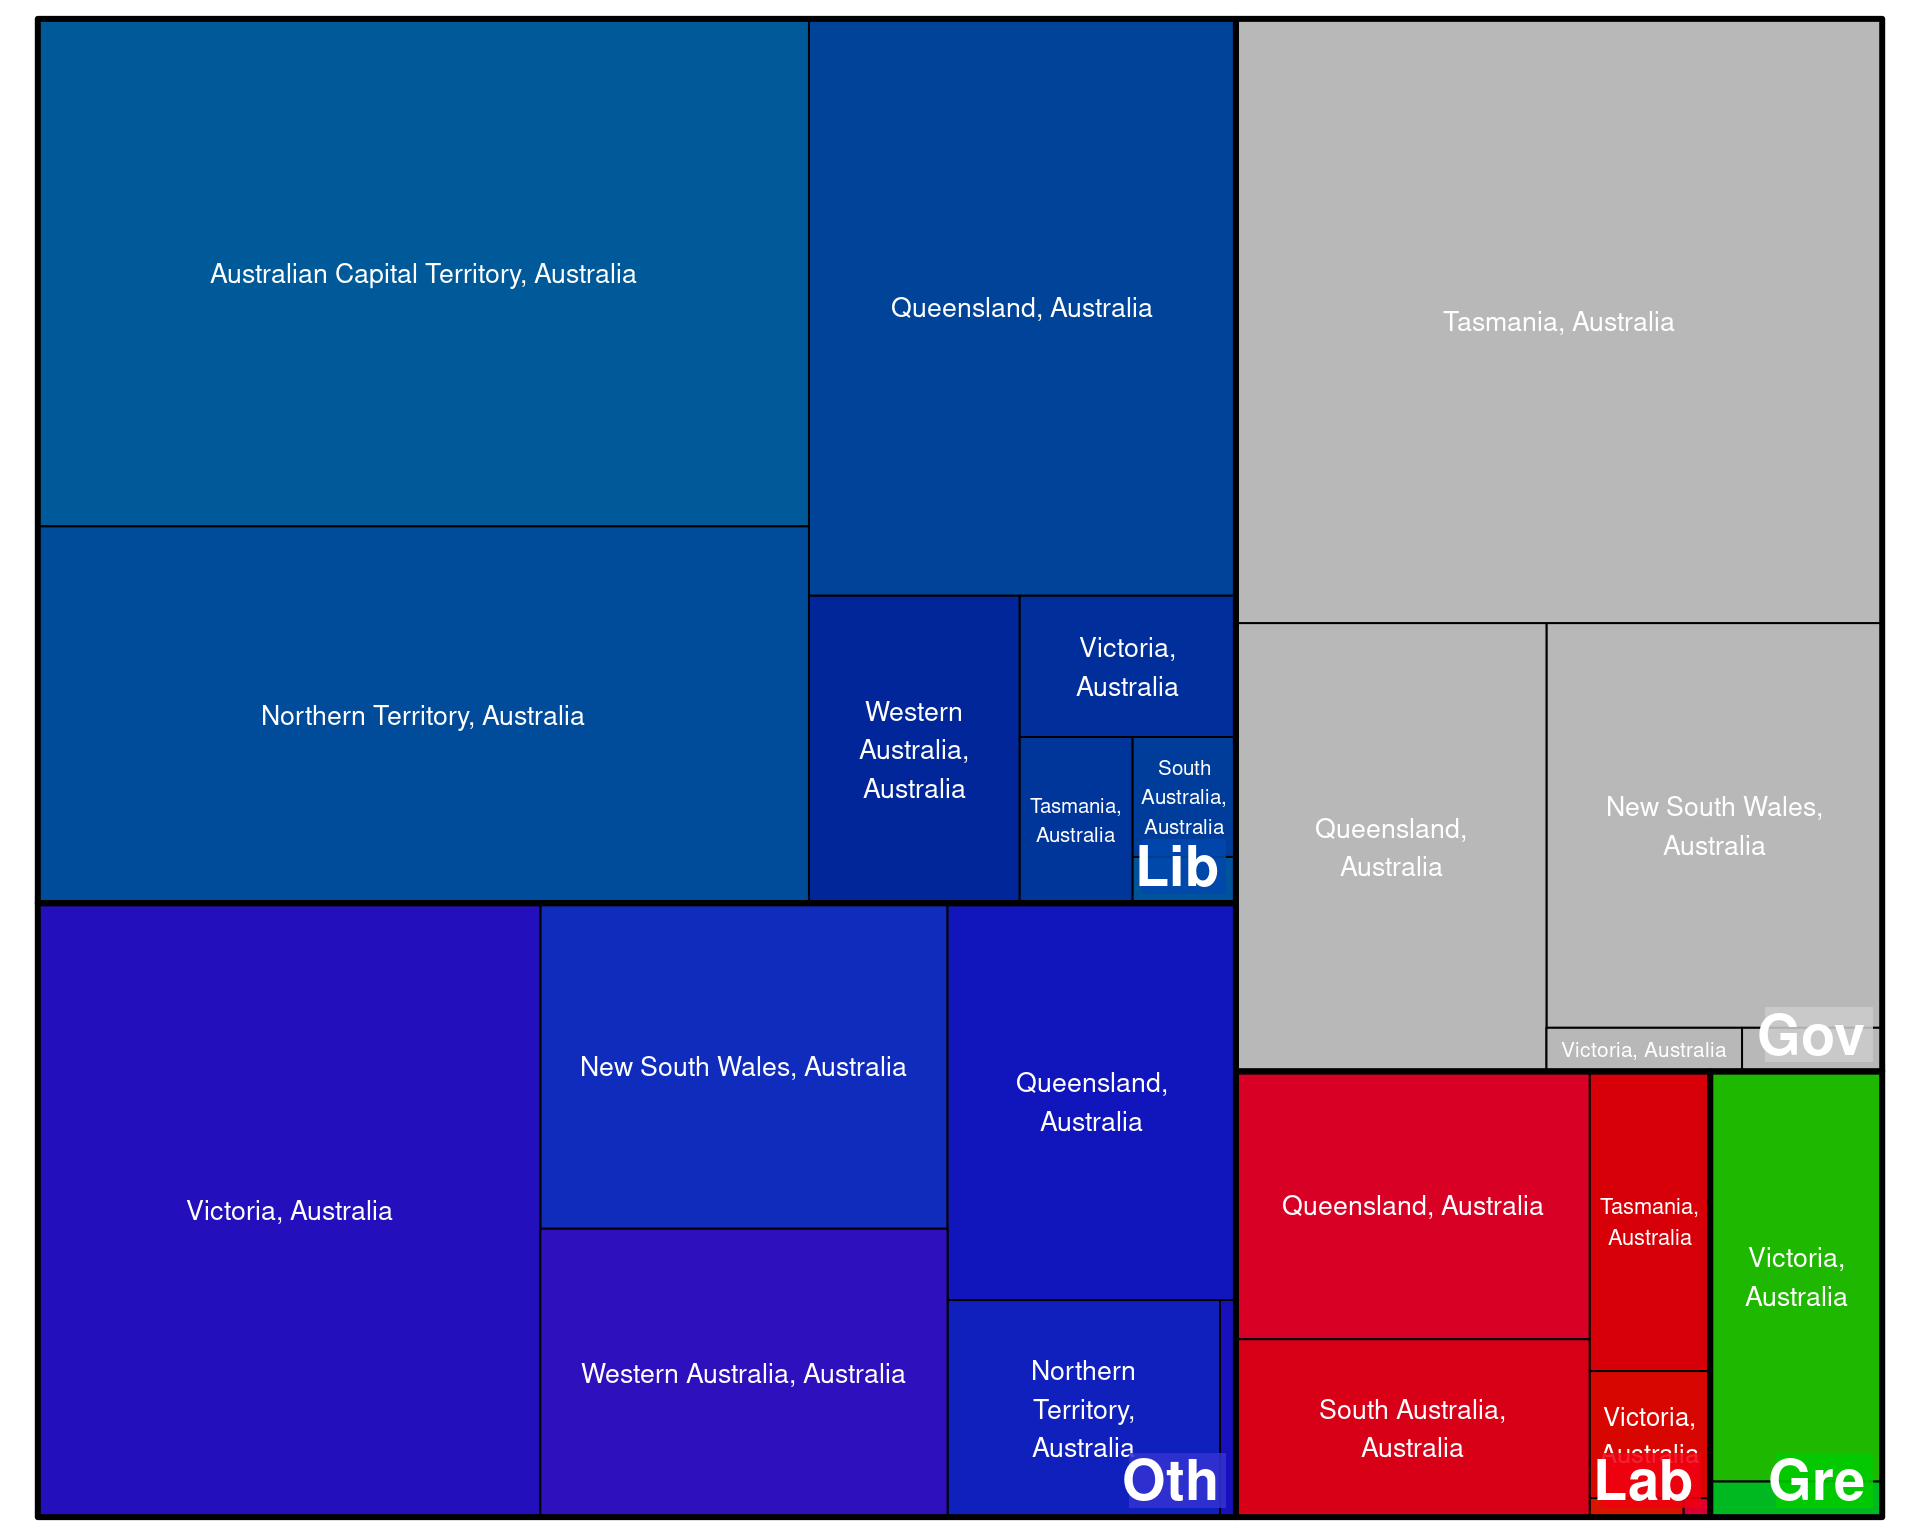 Australian Capital Territory, Australia
Northern Territory, Australia
Queensland, Australia
Western
Australia,
Australia
Victoria,
Australia
Tasmania,
Australia
South
Australia,
Australia
Lib
Tasmania, Australia
Queensland,
Australia
New South Wales,
Australia
Victoria, Australia
Gov
Victoria, Australia
New South Wales, Australia
Western Australia, Australia
Queensland,
Australia
Northern
Territory,
Australia
Oth
Queensland, Australia
South Australia,
Australia
Tasmania,
Australia
Victoria,
Australia
Lab
Victoria,
Australia
Gre